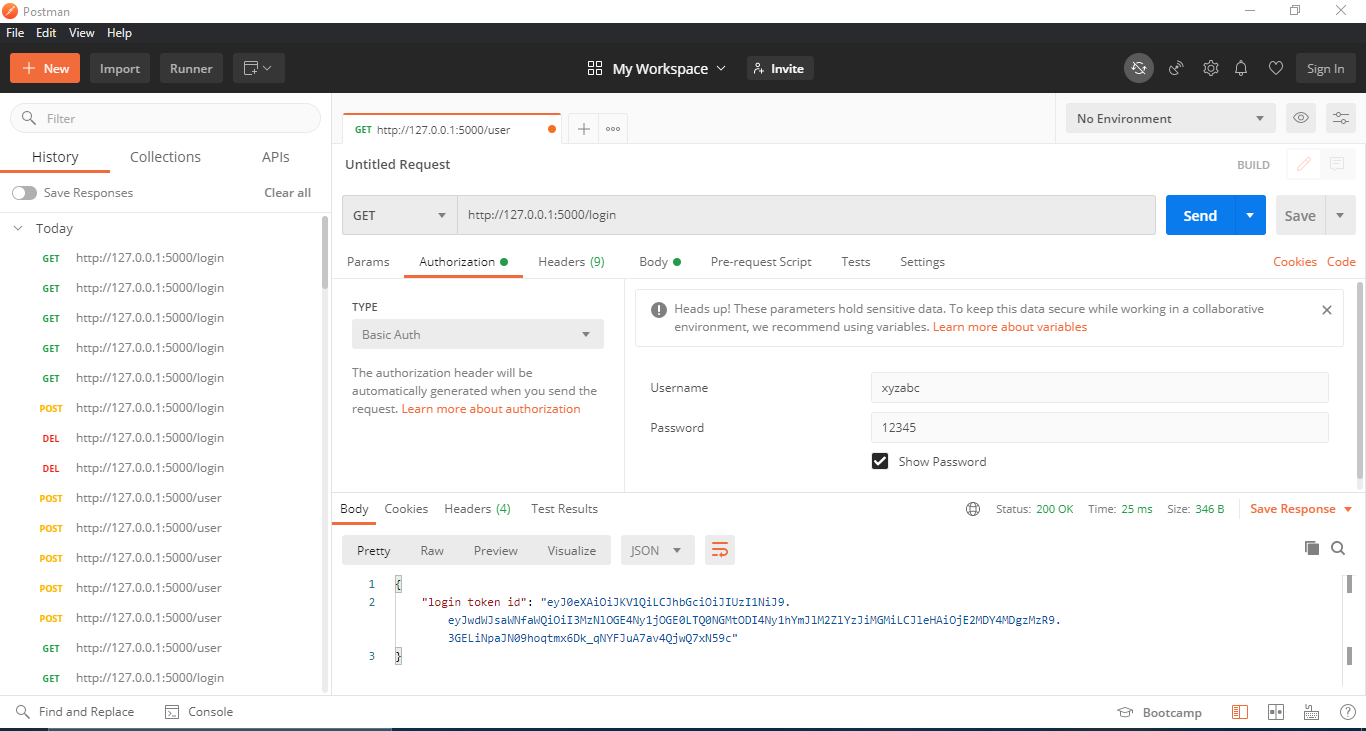 Postman
File Edit View Help
New Import Runner My Workspace Invite Sign In
Filter
History Collections APIs
Save Responses Clear all
Today
GET http://127.0.0.1:5000/login
GET http://127.0.0.1:5000/login
GET http://127.0.0.1:5000/login
GET http://127.0.0.1:5000/login
GET http://127.0.0.1:5000/login
POST http://127.0.0.1:5000/login
DEL http://127.0.0.1:5000/login
DEL http://127.0.0.1:5000/login
POST http://127.0.0.1:5000/user
POST http://127.0.0.1:5000/user
POST http://127.0.0.1:5000/user
POST http://127.0.0.1:5000/user
POST http://127.0.0.1:5000/user
GET http://127.0.0.1:5000/user
GET http://127.0.0.1:5000/login
GET http://127.0.0.1:5000/user
No Environment
Untitled Request BUILD
GET http://127.0.0.1:5000/login Send Save
Params Authorization Headers (9) Body Pre-request Script Tests Settings Cookies Code
TYPE
Basic Auth
The authorization header will be
automatically generated when you send the
request. Learn more about authorization
Heads up! These parameters hold sensitive data. To keep this data secure while working in a collaborative
environment, we recommend using variables. Learn more about variables
Username xyzabc
Password 12345
Show Password
Body Cookies Headers (4) Test Results Status: 200 OK Time: 25 ms Size: 346 B Save Response
Pretty Raw Preview Visualize JSON
1 {
2 "login token id": "eyJ0eXAiOiJKV1QiLCJhbGciOiJIUzI1NiJ9.
eyJwdWJsaWNfaWQiOiI3MzNlOGE4Ny1jOGE0LTQ0NGMtODI4Ny1hYmJlM2ZlYzJiMGMiLCJleHAiOjE2MDY4MDgzMzR9.
3GELiNpaJN09hoqtmx6Dk_qNYFJuA7av4QjwQ7xN59c"
3 }
Find and Replace Console Bootcamp